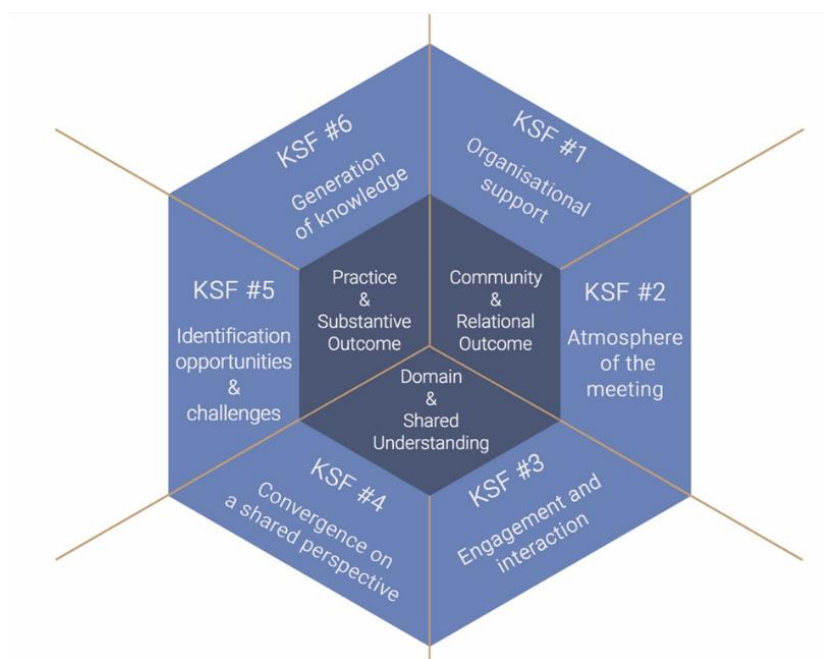 KSF #1
Organisational
support
KSF #2
Atmosphere
of the
meeting
KSF #3
Engagement and
interaction
KSF #4
Convergence on
a shared perspective
KSF #5
Identification
opportunities
&
challenges
KSF #6
Generation
of knowledge
Practice
&
Substantive
Outcome
Community
&
Relational
Outcome
Domain
&
Shared
Understanding